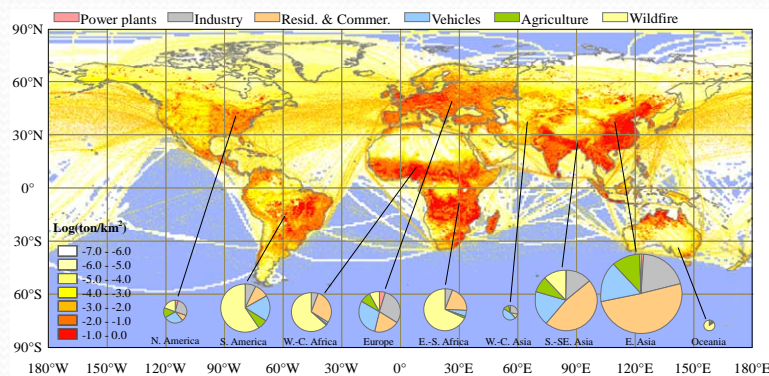 Power plants Industry Resid. & Commer. Vehicles Agriculture Wildfire
90°N
60°N
30°N
0°
30°S
60°S
90°S
Log(ton/km²)
-7.0 - -6.0
-6.0 - -5.0
-5.0 - -4.0
-4.0 - -3.0
-3.0 - -2.0
-2.0 - -1.0
-1.0 - 0.0
N. America S. America W.-C. Africa Europe E.-S. Africa W.-C. Asia S.-SE. Asia E. Asia Oceania
180°W 150°W 120°W 90°W 60°W 30°W 0° 30°E 60°E 90°E 120°E 150°E 180°E